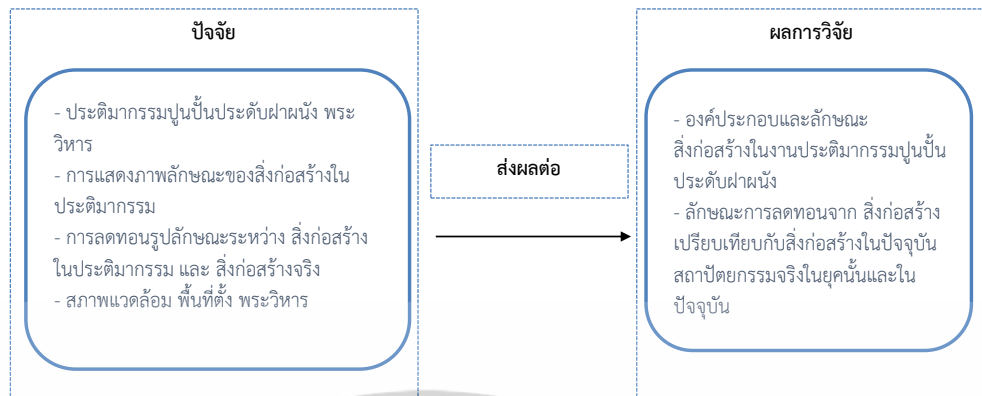 ปัจจัย
- ประติมากรรมปูนปั้นประดับฝาผนัง พระ
วิหาร
- การแสดงภาพลักษณะของสิ่งก่อสร้างใน
ประติมากรรม
- การลดทอนรูปลักษณะระหว่าง สิ่งก่อสร้าง
ในประติมากรรม และ สิ่งก่อสร้างจริง
- สภาพแวดล้อม พื้นที่ตั้ง พระวิหาร
ส่งผลต่อ
ผลการวิจัย
- องค์ประกอบและลักษณะ
สิ่งก่อสร้างในงานประติมากรรมปูนปั้น
ประดับฝาผนัง
- ลักษณะการลดทอนจาก สิ่งก่อสร้าง
เปรียบเทียบกับสิ่งก่อสร้างในปัจจุบัน
สถาปัตยกรรมจริงในยุคนั้นและใน
ปัจจุบัน